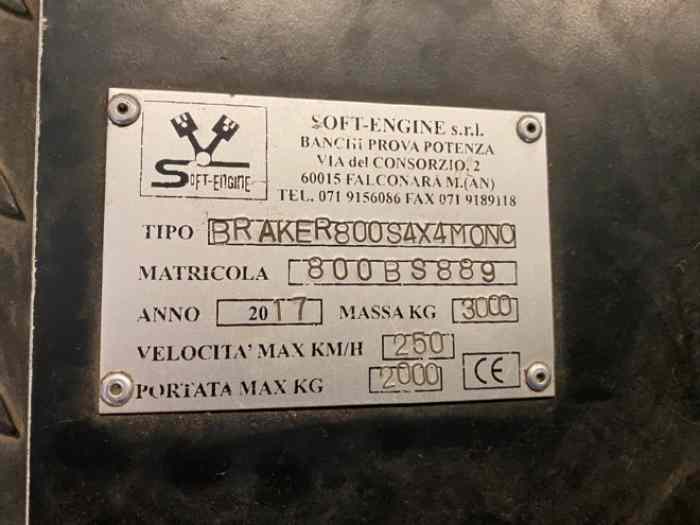 SOFT-ENGINE
SOFT-ENGINE s.r.l.
BANCHI PROVA POTENZA
VIA del CONSORZIO, 2
60015 FALCONARA M.(AN)
TEL. 071 9156086 FAX 071 9189118
TIPO BRAKER800S4X4MONO
MATRICOLA 800BS889
ANNO 2017 MASSA KG 3000
VELOCITA' MAX KM/H 250
PORTATA MAX KG 2000 CE